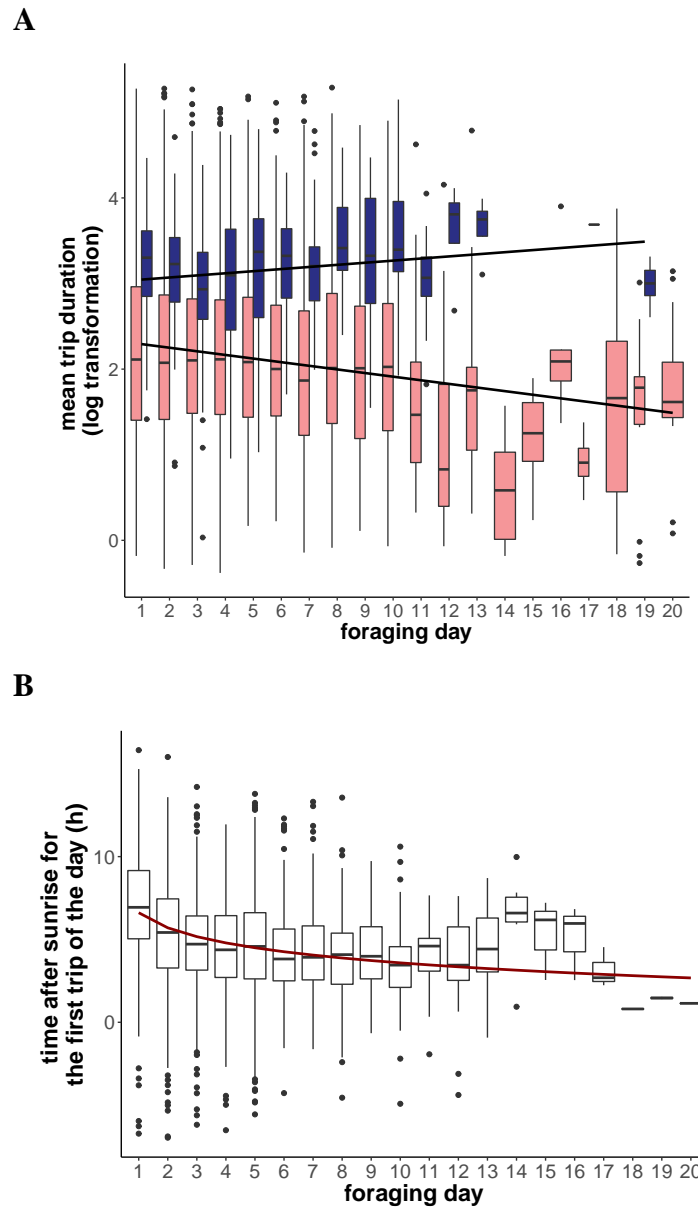 A
mean trip duration
(log transformation)
4
2
0
1 2 3 4 5 6 7 8 9 10 11 12 13 14 15 16 17 18 19 20
foraging day
B
time after sunrise for
the first trip of the day (h)
10
0
1 2 3 4 5 6 7 8 9 10 11 12 13 14 15 16 17 18 19 20
foraging day